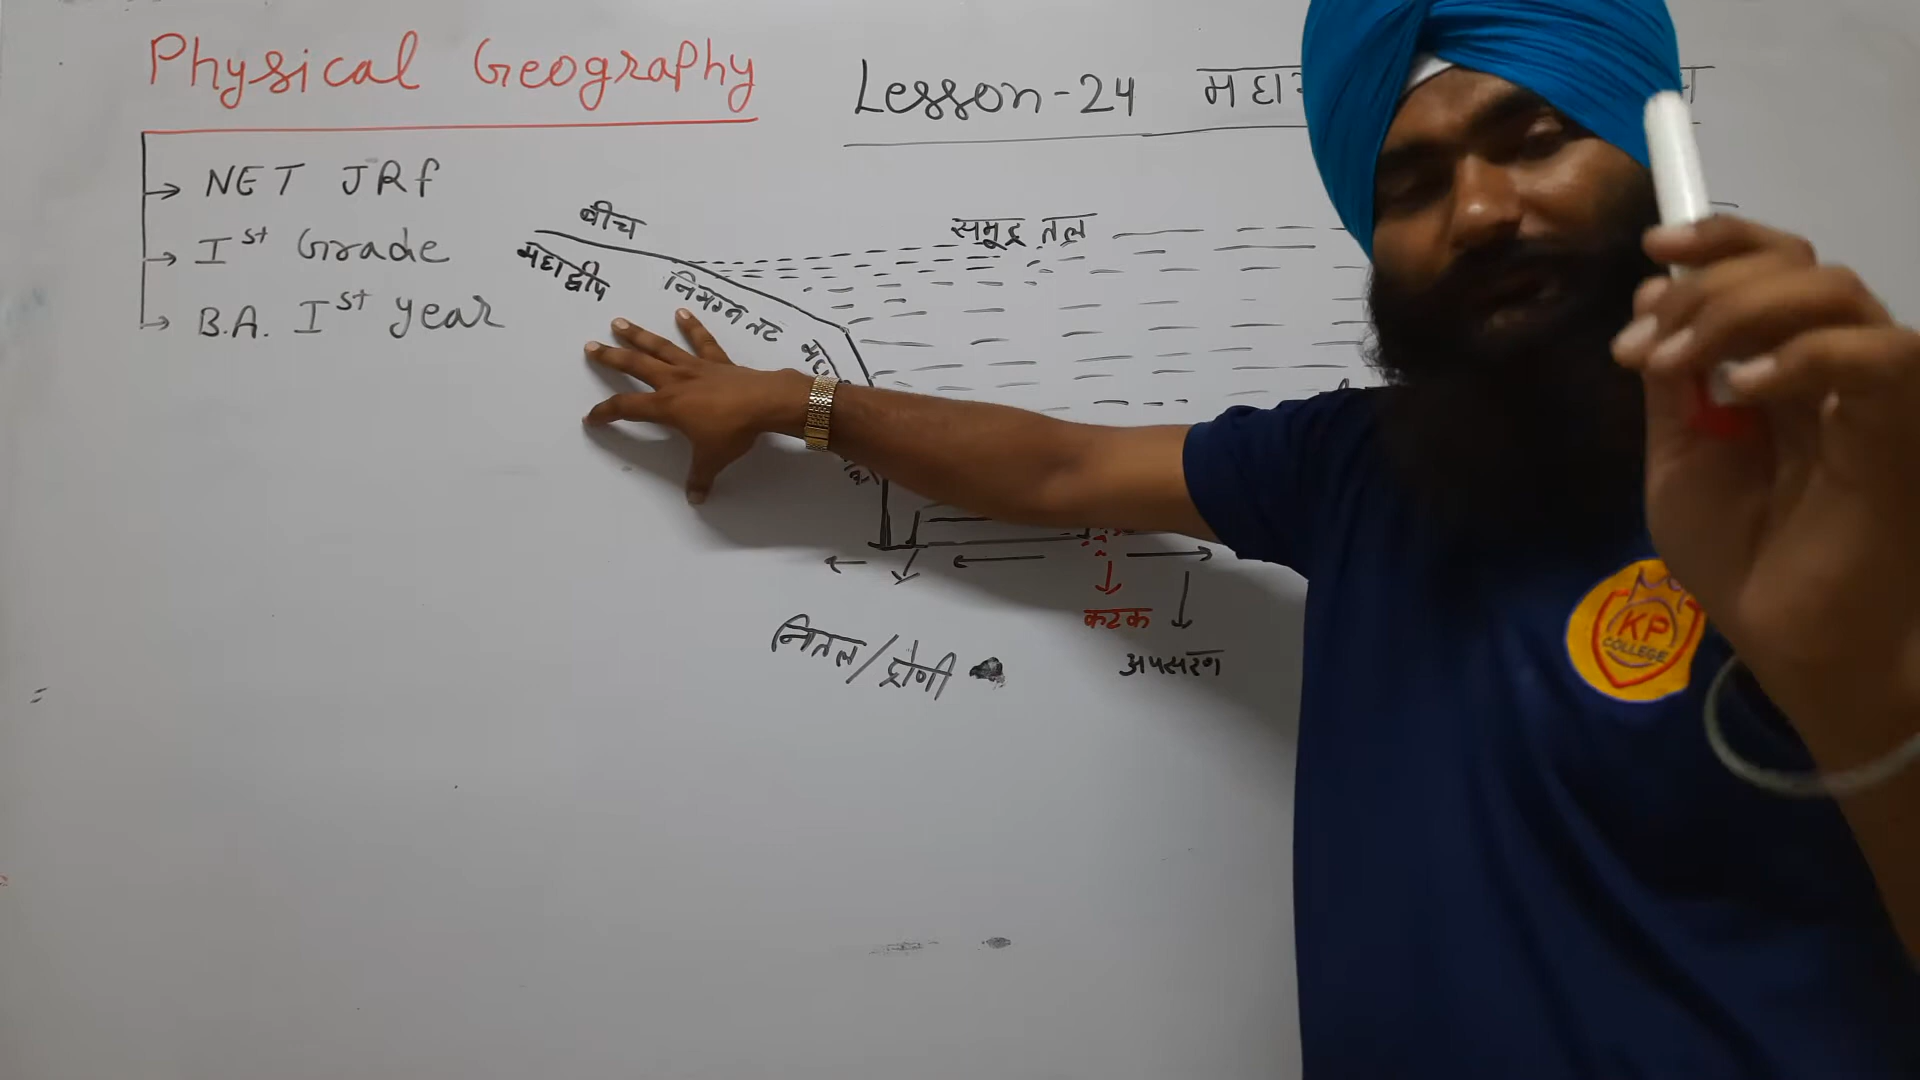 Physical Geography
Lesson-24
NET JRf
Ist Grade
B.A. Ist year
बीच
महाद्वीप
निमग्न तट
समुद्र तल
कटक
अपसरण
नितल/द्रोणी
KP
COLLEGE